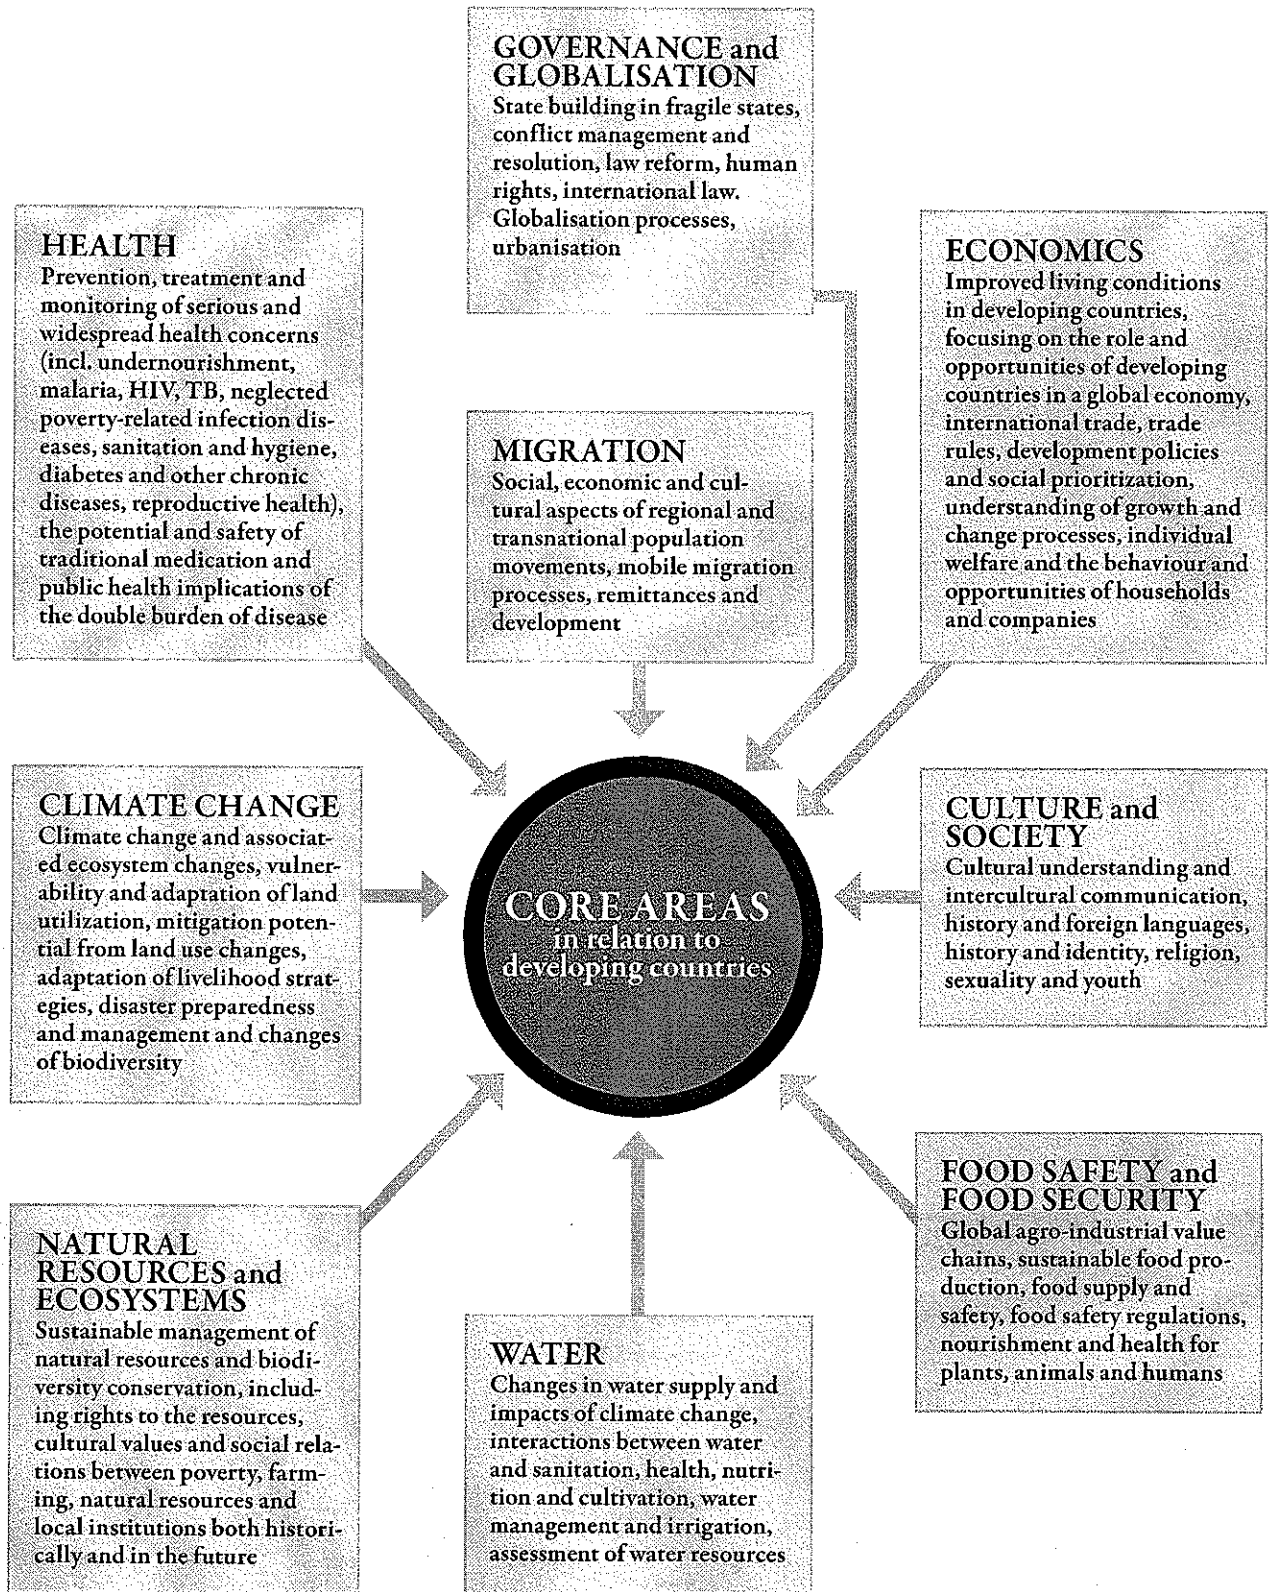 GOVERNANCE and
GLOBALISATION
State building in fragile states,
conflict management and
resolution, law reform, human
rights, international law.
Globalisation processes,
urbanisation
HEALTH
Prevention, treatment and
monitoring of serious and
widespread health concerns
(incl. undernourishment,
malaria, HIV, TB, neglected
poverty-related infection dis-
eases, sanitation and hygiene,
diabetes and other chronic
diseases, reproductive health),
the potential and safety of
traditional medication and
public health implications of
the double burden of disease
MIGRATION
Social, economic and cul-
tural aspects of regional and
transnational population
movements, mobile migration
processes, remittances and
development
ECONOMICS
Improved living conditions
in developing countries,
focusing on the role and
opportunities of developing
countries in a global economy,
international trade, trade
rules, development policies
and social prioritization,
understanding of growth and
change processes, individual
welfare and the behaviour and
opportunities of households
and companies
CLIMATE CHANGE
Climate change and associat-
ed ecosystem changes, vulner-
ability and adaptation of land
utilization, mitigation poten-
tial from land use changes,
adaptation of livelihood strat-
egies, disaster preparedness
and management and changes
of biodiversity
CORE AREAS
in relation to
developing countries
CULTURE and
SOCIETY
Cultural understanding and
intercultural communication,
history and foreign languages,
history and identity, religion,
sexuality and youth
NATURAL
RESOURCES and
ECOSYSTEMS
Sustainable management of
natural resources and biodi-
versity conservation, includ-
ing rights to the resources,
cultural values and social rela-
tions between poverty, farm-
ing, natural resources and
local institutions both histori-
cally and in the future
WATER
Changes in water supply and
impacts of climate change,
interactions between water
and sanitation, health, nutri-
tion and cultivation, water
management and irrigation,
assessment of water resources
FOOD SAFETY and
FOOD SECURITY
Global agro-industrial value
chains, sustainable food pro-
duction, food supply and
safety, food safety regulations,
nourishment and health for
plants, animals and humans